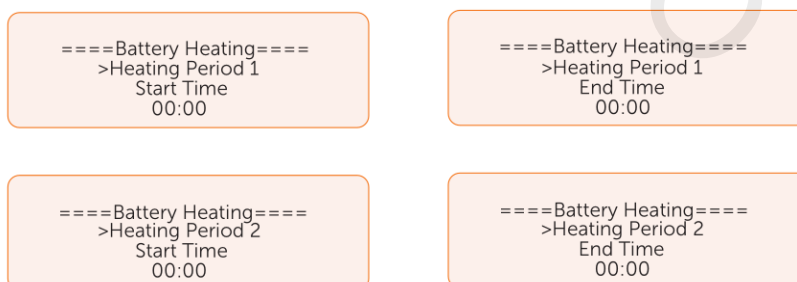 ====Battery Heating====
>Heating Period 1
Start Time
00:00
====Battery Heating====
>Heating Period 1
End Time
00:00
====Battery Heating====
>Heating Period 2
Start Time
00:00
====Battery Heating====
>Heating Period 2
End Time
00:00